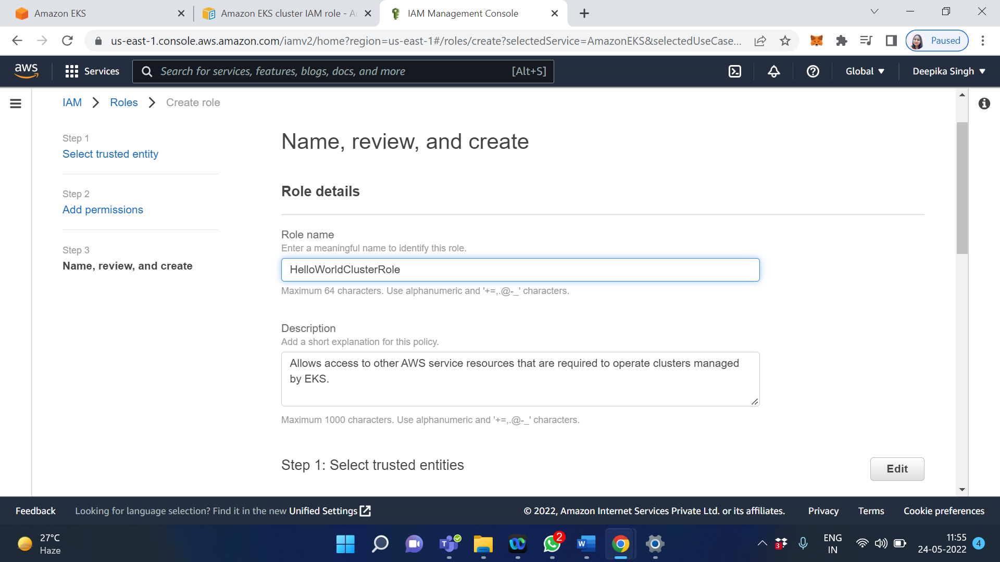 Amazon EKS
Amazon EKS cluster IAM role - A
IAM Management Console
us-east-1.console.aws.amazon.com/iamv2/home?region=us-east-1#/roles/create?selectedService=AmazonEKS&selectedUseCase...
Paused
aws
Services
Search for services, features, blogs, docs, and more
[Alt+S]
Global
Deepika Singh
IAM
Roles
Create role
Step 1
Select trusted entity
Step 2
Add permissions
Step 3
Name, review, and create
Name, review, and create
Role details
Role name
Enter a meaningful name to identify this role.
HelloWorldClusterRole
Maximum 64 characters. Use alphanumeric and '+=,.@-_' characters.
Description
Add a short explanation for this policy.
Allows access to other AWS service resources that are required to operate clusters managed
by EKS.
Maximum 1000 characters. Use alphanumeric and '+=,.@-_' characters.
Step 1: Select trusted entities
Edit
Feedback
Looking for language selection? Find it in the new Unified Settings
© 2022, Amazon Internet Services Private Ltd. or its affiliates.
Privacy
Terms
Cookie preferences
27°C
Haze
T
2
W
3
ENG
IN
11:55
24-05-2022
4